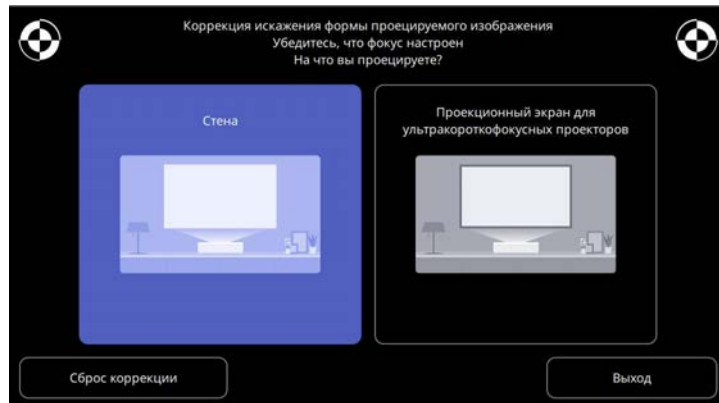 Коррекция искажения формы проецируемого изображения
Убедитесь, что фокус настроен
На что вы проецируете?
Стена
Проекционный экран для
ультракороткофокусных проекторов
Сброс коррекции
Выход